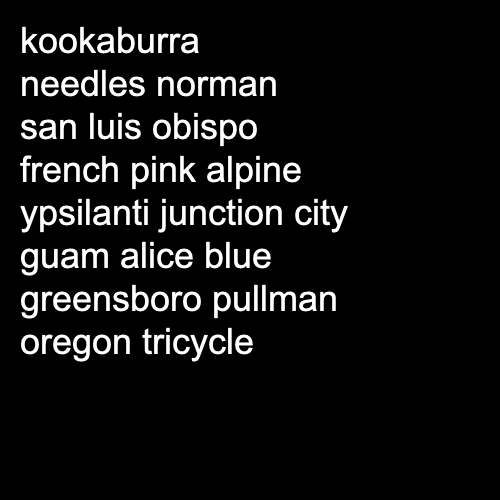 kookaburra
needles norman
san luis obispo
french pink alpine
ypsilanti junction city
guam alice blue
greensboro pullman
oregon tricycle